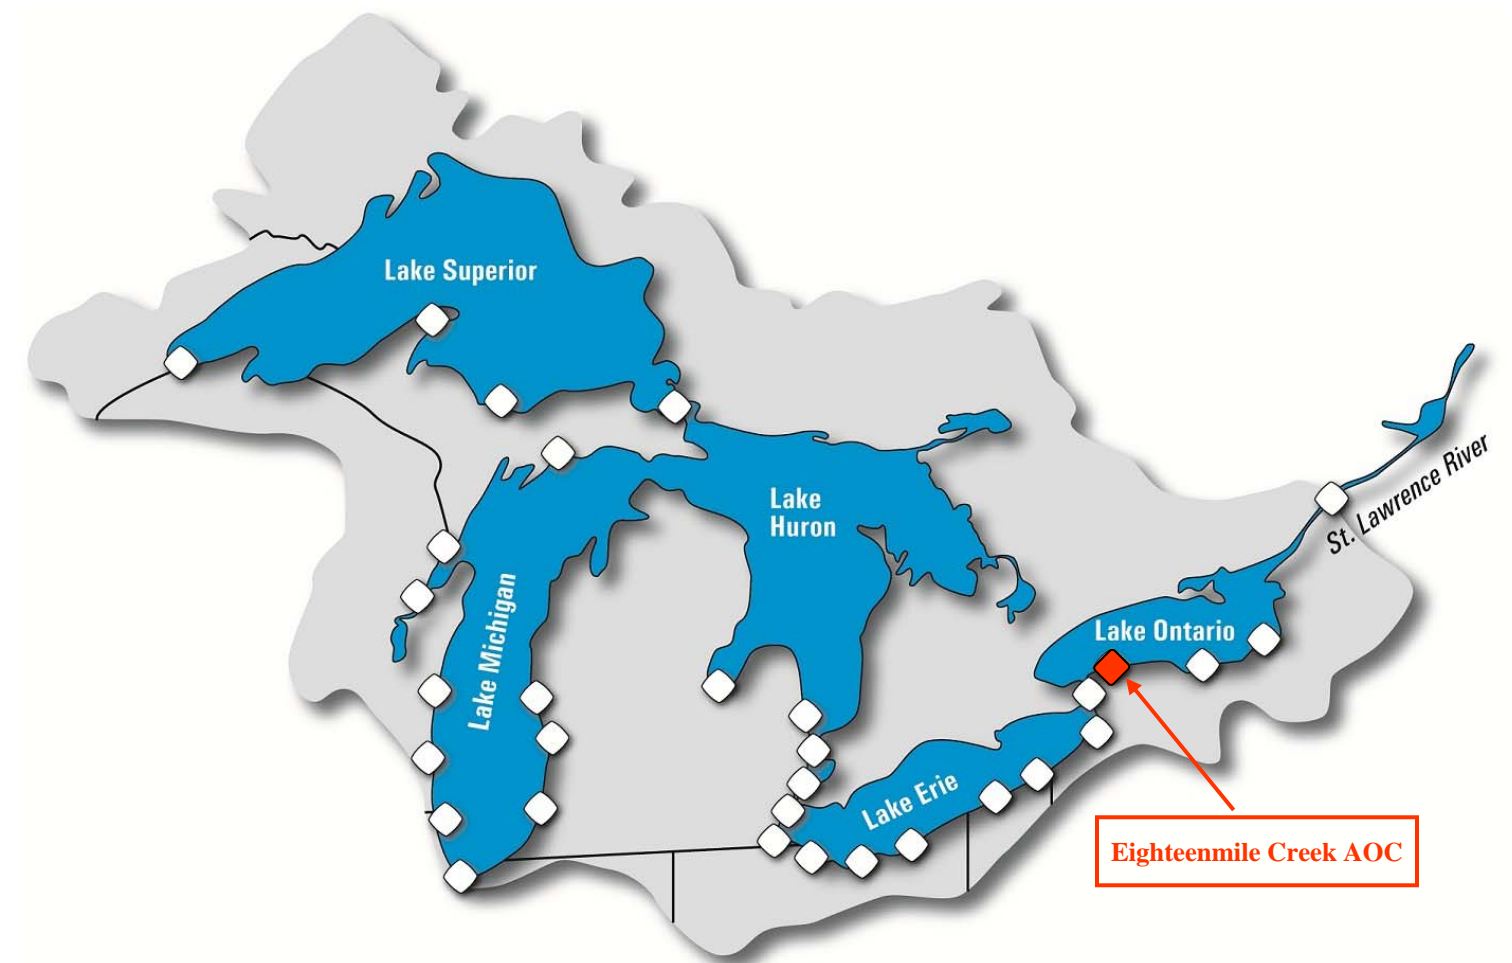 Lake Superior
Lake
Huron
Lake Michigan
St. Lawrence River
Lake Ontario
Lake Erie
Eighteenmile Creek AOC